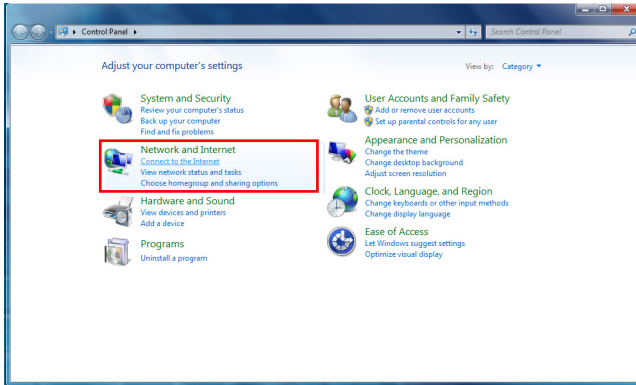 Control Panel
Search Control Panel
Adjust your computer's settings
View by: Category
System and Security
Review your computer's status
Back up your computer
Find and fix problems
Network and Internet
Connect to the Internet
View network status and tasks
Choose homegroup and sharing options
Hardware and Sound
View devices and printers
Add a device
Programs
Uninstall a program
User Accounts and Family Safety
Add or remove user accounts
Set up parental controls for any user
Appearance and Personalization
Change the theme
Change desktop background
Adjust screen resolution
Clock, Language, and Region
Change keyboards or other input methods
Change display language
Ease of Access
Let Windows suggest settings
Optimize visual display